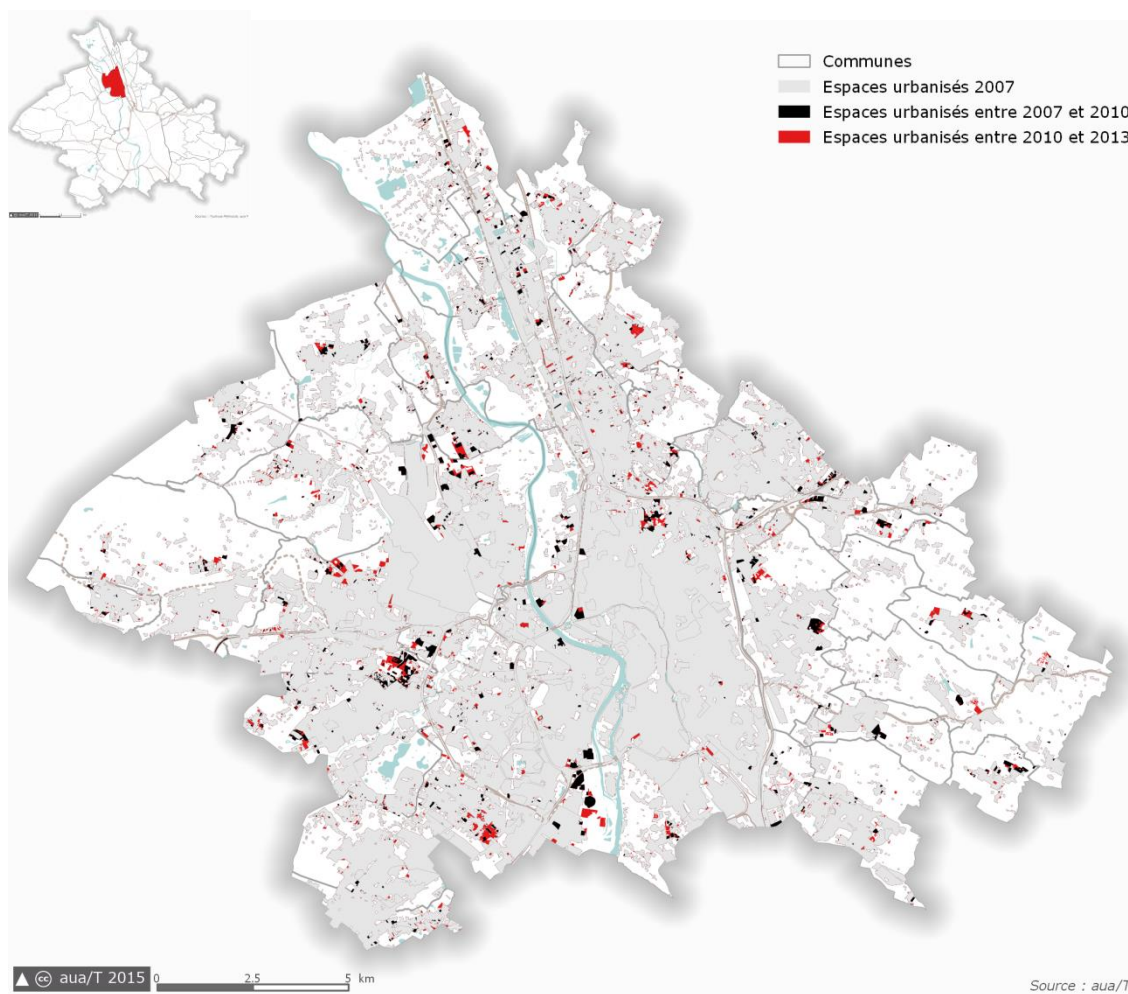 Communes
Espaces urbanisés 2007
Espaces urbanisés entre 2007 et 2010
Espaces urbanisés entre 2010 et 2013
aua/T 2015
0 2.5 5 km
Source : aua/T